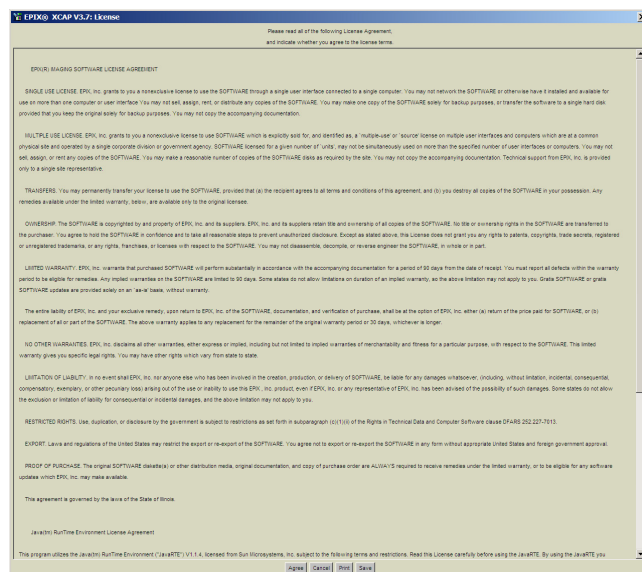 EPIX® XCAP V3.7: License
Please read all of the following License Agreement,
and indicate whether you agree to the license terms.
EPIX(R) IMAGING SOFTWARE LICENSE AGREEMENT
SINGLE USE LICENSE. EPIX, Inc. grants to you a nonexclusive license to use the SOFTWARE through a single user interface connected to a single computer. You may not network the SOFTWARE or otherwise have it installed and available for
use on more than one computer or user interface You may not sell, assign, rent, or distribute any copies of the SOFTWARE. You may make one copy of the SOFTWARE solely for backup purposes, or transfer the software to a single hard disk
provided that you keep the original solely for backup purposes. You may not copy the accompanying documentation.
MULTIPLE USE LICENSE. EPIX, Inc. grants to you a nonexclusive license to use SOFTWARE which is explicitly sold for, and identified as, a `multiple-use' or `source' license on multiple user interfaces and computers which are at a common
physical site and operated by a single corporate division or government agency. SOFTWARE licensed for a given number of `units', may not be simultaneously used on more than the specified number of user interfaces or computers. You may not
sell, assign, or rent any copies of the SOFTWARE. You may make a reasonable number of copies of the SOFTWARE disks as required by the site. You may not copy the accompanying documentation. Technical support from EPIX, Inc. is provided
only to a single site representative.
TRANSFERS. You may permanently transfer your license to use the SOFTWARE, provided that (a) the recipient agrees to all terms and conditions of this agreement, and (b) you destroy all copies of the SOFTWARE in your possession. Any
remedies available under the limited warranty, below, are available only to the original licensee.
OWNERSHIP. The SOFTWARE is copyrighted by and property of EPIX, Inc. and its suppliers. EPIX, Inc. and its suppliers retain title and ownership of all copies of the SOFTWARE. No title or ownership rights in the SOFTWARE are transferred to
the purchaser. You agree to hold the SOFTWARE in confidence and to take all reasonable steps to prevent unauthorized disclosure. Except as stated above, this License does not grant you any rights to patents, copyrights, trade secrets, registered
or unregistered trademarks, or any rights, franchises, or licenses with respect to the SOFTWARE. You may not disassemble, decompile, or reverse engineer the SOFTWARE, in whole or in part.
LIMITED WARRANTY. EPIX, Inc. warrants that purchased SOFTWARE will perform substantially in accordance with the accompanying documentation for a period of 90 days from the date of receipt. You must report all defects within the warranty
period to be eligible for remedies. Any implied warranties on the SOFTWARE are limited to 90 days. Some states do not allow limitations on duration of an implied warranty, so the above limitation may not apply to you. Gratis SOFTWARE or gratis
SOFTWARE updates are provided solely on an `as-is' basis, without warranty.
The entire liability of EPIX, Inc. and your exclusive remedy, upon return to EPIX, Inc. of the SOFTWARE, documentation, and verification of purchase, shall be at the option of EPIX, Inc. either (a) return of the price paid for SOFTWARE, or (b)
replacement of all or part of the SOFTWARE. The above warranty applies to any replacement for the remainder of the original warranty period or 30 days, whichever is longer.
NO OTHER WARRANTIES. EPIX, Inc. disclaims all other warranties, either express or implied, including but not limited to implied warranties of merchantability and fitness for a particular purpose, with respect to the SOFTWARE. This limited
warranty gives you specific legal rights. You may have other rights which vary from state to state.
LIMITATION OF LIABILITY. In no event shall EPIX, Inc. nor anyone else who has been involved in the creation, production, or delivery of SOFTWARE, be liable for any damages whatsoever, (including, without limitation, incidental, consequential,
compensatory, exemplary, or other pecuniary loss) arising out of the use or inability to use this EPIX , Inc. product, even if EPIX, Inc. or any representative of EPIX, Inc. has been advised of the possibility of such damages. Some states do not allow
the exclusion or limitation of liability for consequential or incidental damages, and the above limitation may not apply to you.
RESTRICTED RIGHTS. Use, duplication, or disclosure by the government is subject to restrictions as set forth in subparagraph (c)(1)(ii) of the Rights in Technical Data and Computer Software clause DFARS 252.227-7013.
EXPORT. Laws and regulations of the United States may restrict the export or re-export of the SOFTWARE. You agree not to export or re-export the SOFTWARE in any form without appropriate United States and foreign government approval.
PROOF OF PURCHASE. The original SOFTWARE diskette(s) or other distribution media, original documentation, and copy of purchase order are ALWAYS required to receive remedies under the limited warranty, or to be eligible for any software
updates which EPIX, Inc. may make available.
This agreement is governed by the laws of the State of Illinois.
Java(tm) RunTime Environment License Agreement
This program utilizes the Java(tm) RunTime Environment ("JavaRTE") V1.1.4, licensed from Sun Microsystems, Inc. subject to the following terms and restrictions. Read this License carefully before using the JavaRTE. By using the JavaRTE you
Agree Cancel Print Save